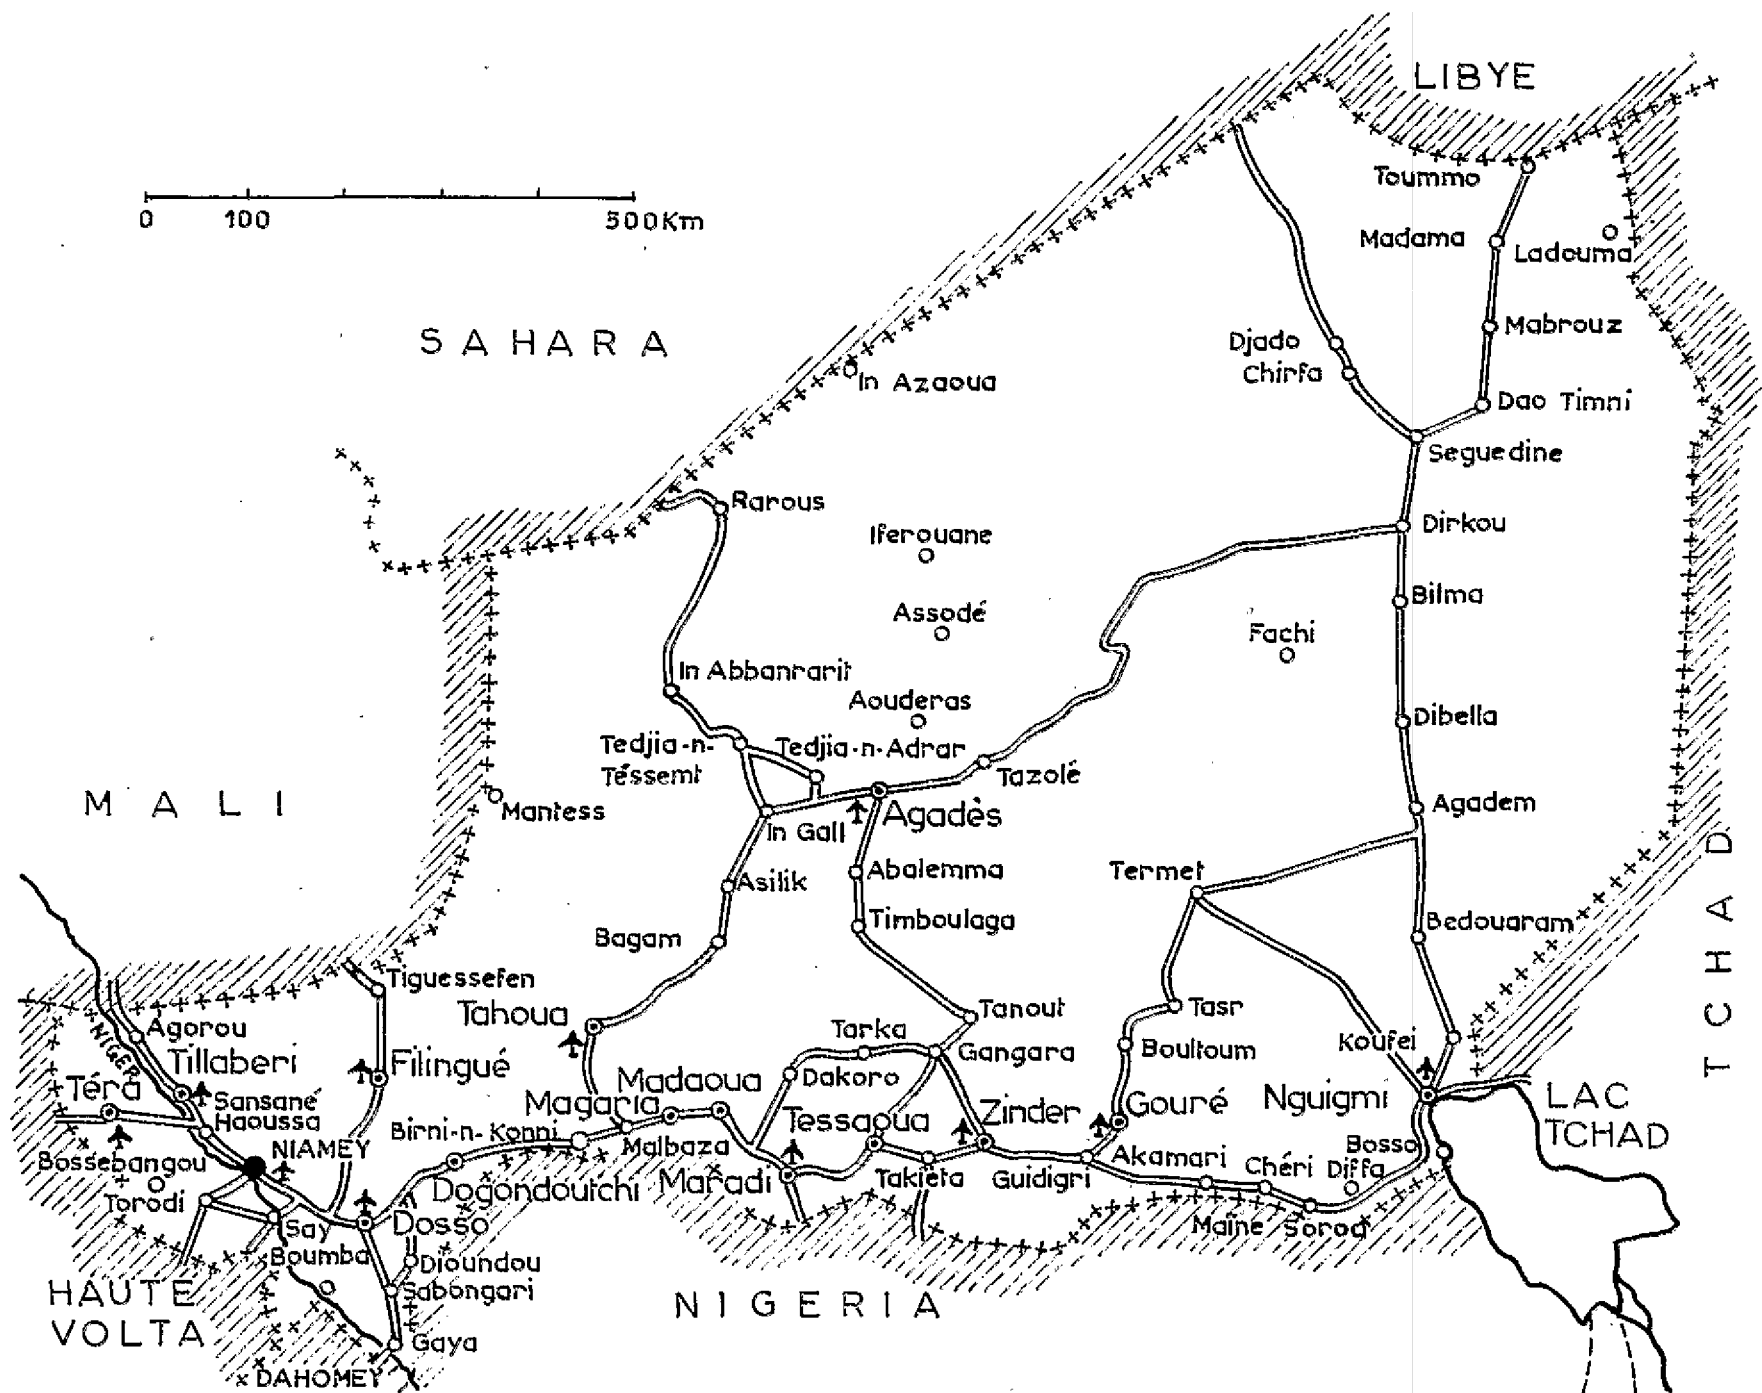 LIBYE
Toummo
0 100 500Km
Madama
Ladouma
SAHARA
Djado
Mabrouz
Chirfa
In Azaoua
Dao Timni
Seguedine
Rarous
Iferouane
Dirkou
Assodé
Bilma
Fachi
In Abbanrarit
Aouderas
Dibella
Tedjia-n-
Téssemt
Tedjia-n-Adrar
Tazolé
MALI
Mantess
In Gall
Agadès
Agadem
TCHAD
Asilik
Abalemma
Termet
Bagam
Timboulaga
Bedouaram
Tiguessefen
Tahoua
Tanout
Tasr
NIGER
Agorou
Tarka
Gangara
Boultoum
Koufei
Tillaberi
Filingué
Téra
Sansané
Haoussa
Madaoua
Dakoro
Magaria
Tessaoua
Zinder
Gouré
Nguigmi
LAC
TCHAD
NIAMEY
Birni-n-Konni
Malbaza
Bossebangou
Torodi
Dogondoutchi
Maradi
Takiéta
Guidigri
Akamari
Chéri
Diffa
Bosso
Say
Dosso
Maîne Soroa
Boumba
Dioundou
Sabongari
HAUTE
VOLTA
NIGERIA
Gaya
DAHOMEY